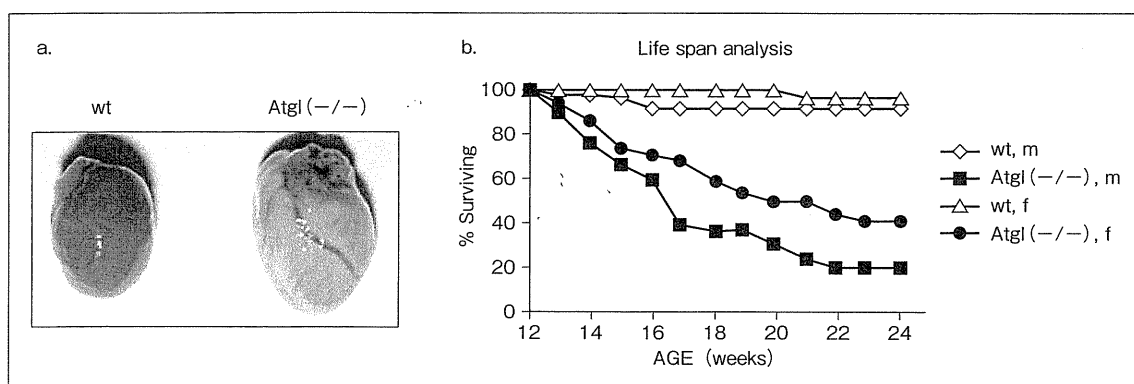 a.
wt
Atgl(−/−)
b.
Life span analysis
% Surviving
100
80
60
40
20
0
12
14
16
18
20
22
24
AGE (weeks)
wt, m
Atgl(−/−), m
wt, f
Atgl(−/−), f